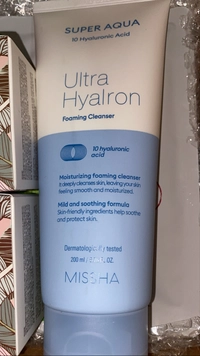 SUPER AQUA
10 Hyaluronic Acid
Ultra
Hyalron
Foaming Cleanser
10 hyaluronic
acid
Moisturizing foaming cleanser
It deeply cleanses skin, leaving your skin
feeling smooth and moisturized.
Mild and soothing formula
Skin-friendly ingredients help soothe
and protect skin.
Dermatologically tested
200 ml /
MISSHA